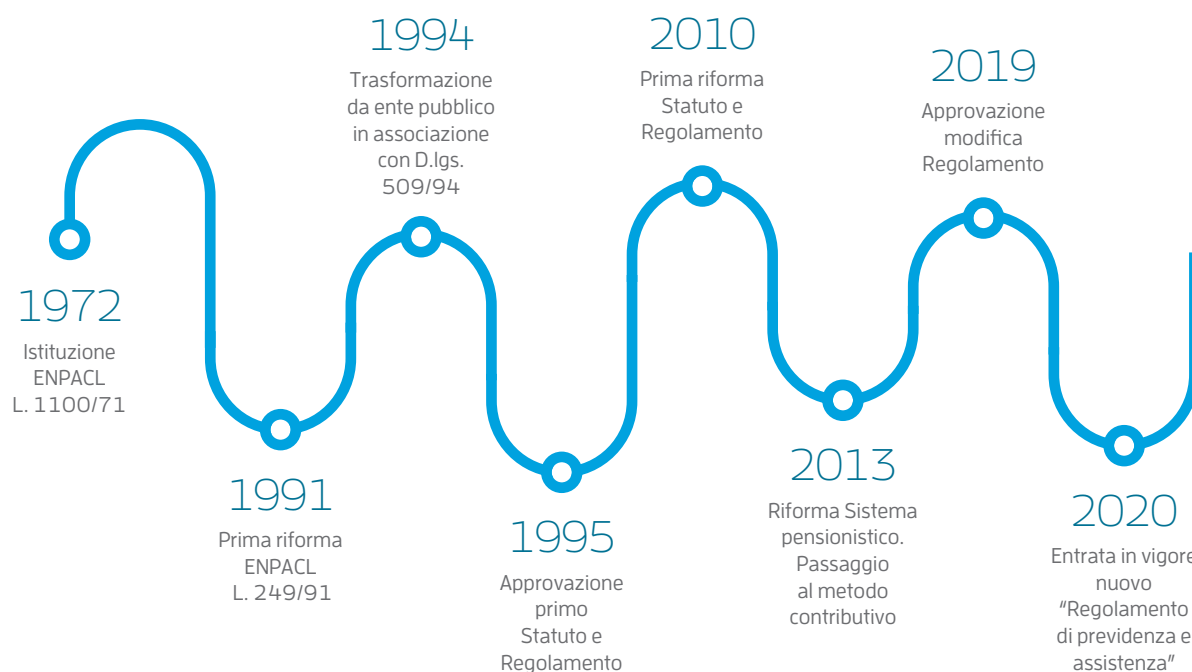 1972
Istituzione
ENPACL
L. 1100/71
1991
Prima riforma
ENPACL
L. 249/91
1994
Trasformazione
da ente pubblico
in associazione
con D.lgs.
509/94
1995
Approvazione
primo
Statuto e
Regolamento
2010
Prima riforma
Statuto e
Regolamento
2013
Riforma Sistema
pensionistico.
Passaggio
al metodo
contributivo
2019
Approvazione
modifica
Regolamento
2020
Entrata in vigore
nuovo
"Regolamento
di previdenza e
assistenza"